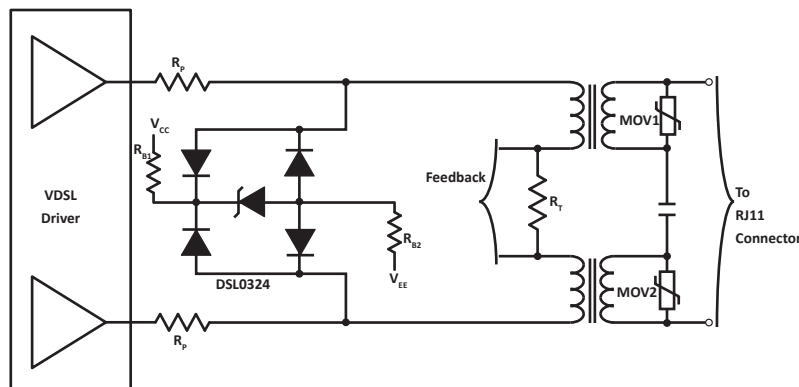 R_P
V_CC
R_B1
MOV1
VDSL
Driver
Feedback
R_T
To
RJ11
Connector
R_B2
DSL0324
V_EE
MOV2
R_P